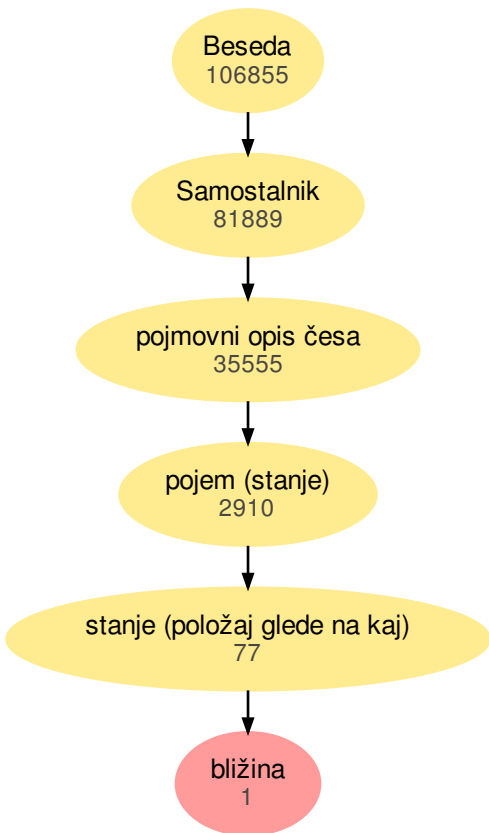 Beseda
106855
Samostalnik
81889
pojmovni opis česa
35555
pojem (stanje)
2910
stanje (položaj glede na kaj)
77
bližina
1